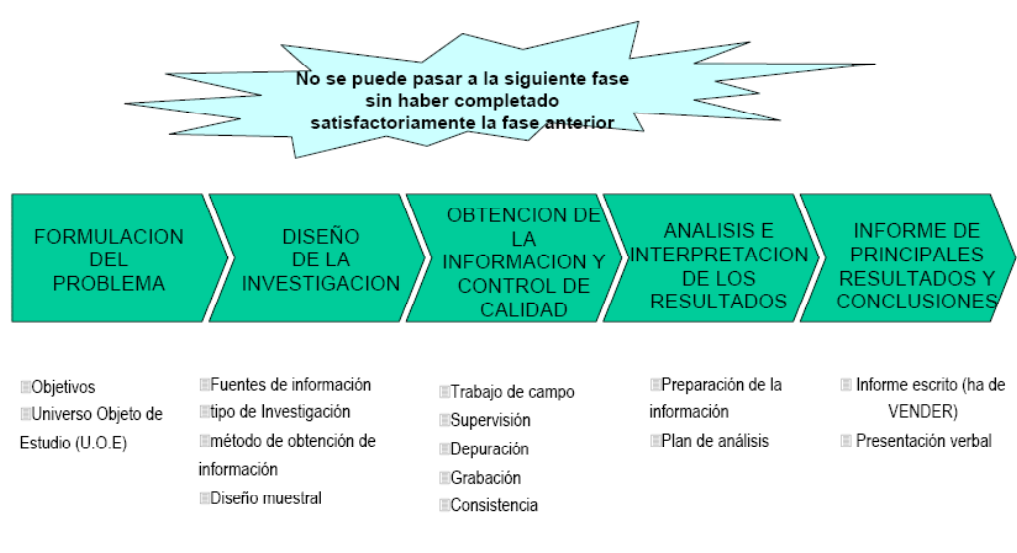 No se puede pasar a la siguiente fase
sin haber completado
satisfactoriamente la fase anterior
FORMULACION
DEL
PROBLEMA
DISEÑO
DE LA
INVESTIGACION
OBTENCION DE
LA
INFORMACION Y
CONTROL DE
CALIDAD
ANALISIS E
INTERPRETACION
DE LOS
RESULTADOS
INFORME DE
PRINCIPALES
RESULTADOS Y
CONCLUSIONES
Objetivos
Universo Objeto de
Estudio (U.O.E)
Fuentes de información
tipo de Investigación
método de obtención de
información
Diseño muestral
Trabajo de campo
Supervisión
Depuración
Grabación
Consistencia
Preparación de la
información
Plan de análisis
Informe escrito (ha de
VENDER)
Presentación verbal